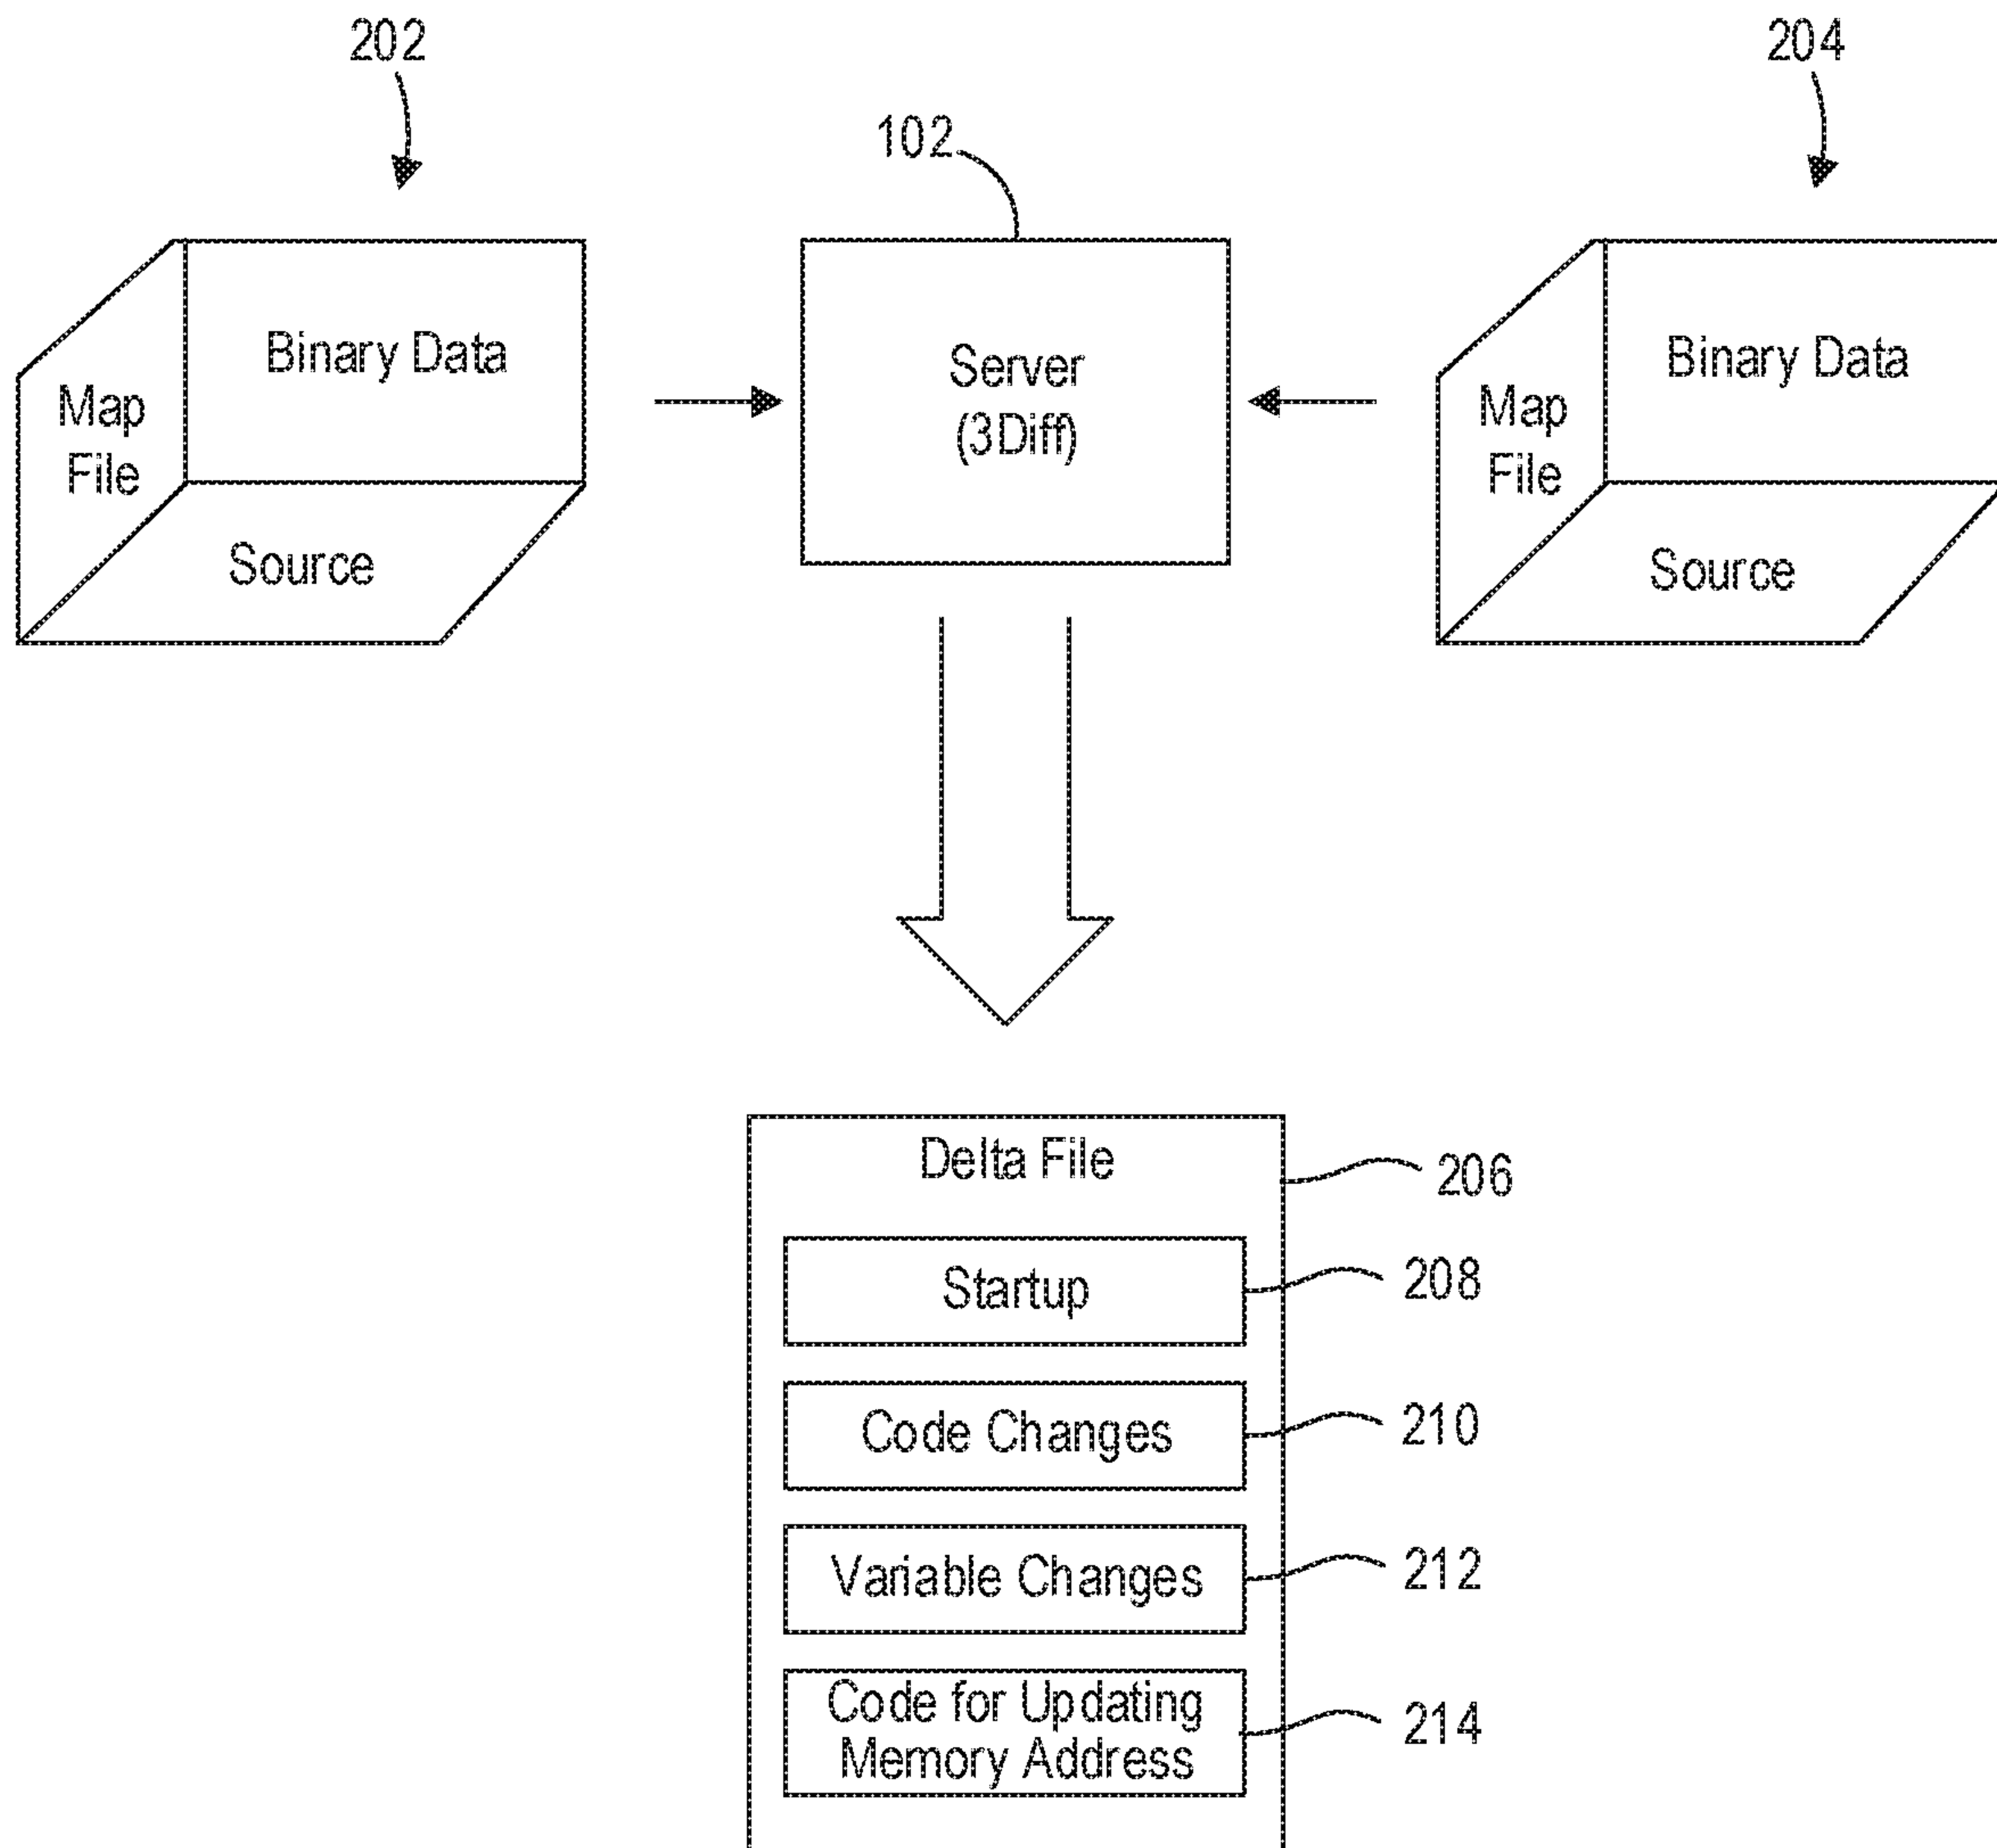 202
204
102
Binary Data
Map
File
Source
Server
(3Diff)
Binary Data
Map
File
Source
Delta File
206
Startup
208
Code Changes
210
Variable Changes
212
Code for Updating
Memory Address
214